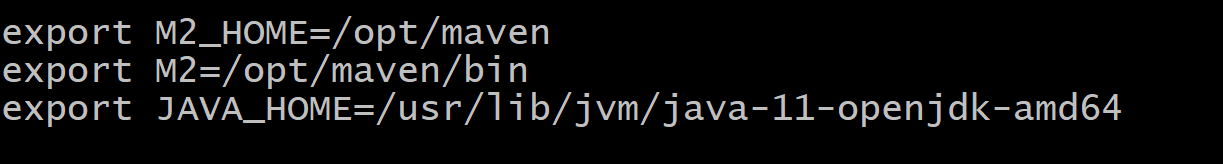 export M2_HOME=/opt/maven
export M2=/opt/maven/bin
export JAVA_HOME=/usr/lib/jvm/java-11-openjdk-amd64